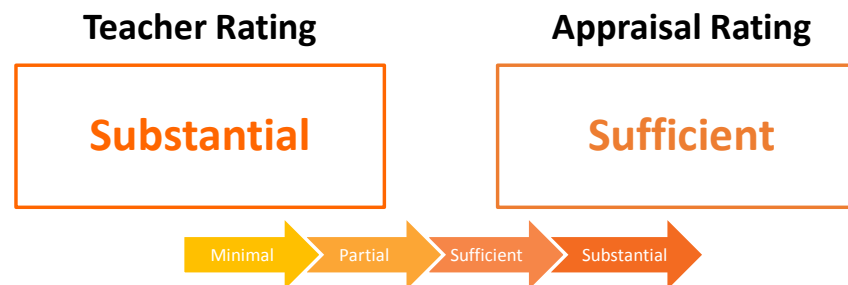 Teacher Rating
Appraisal Rating
Substantial
Sufficient
Minimal
Partial
Sufficient
Substantial